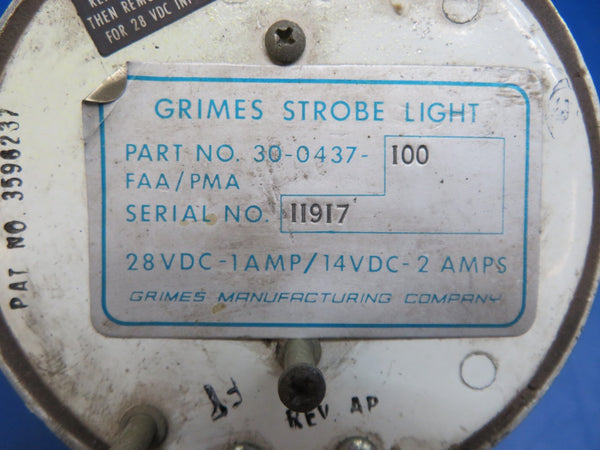 THEN REMO
FOR 28 VDC IN
GRIMES STROBE LIGHT
PART NO. 30-0437-100
FAA/PMA
SERIAL NO. 11917
28VDC-1AMP/14VDC-2 AMPS
GRIMES MANUFACTURING COMPANY
PAT NO 3596237
REV AP